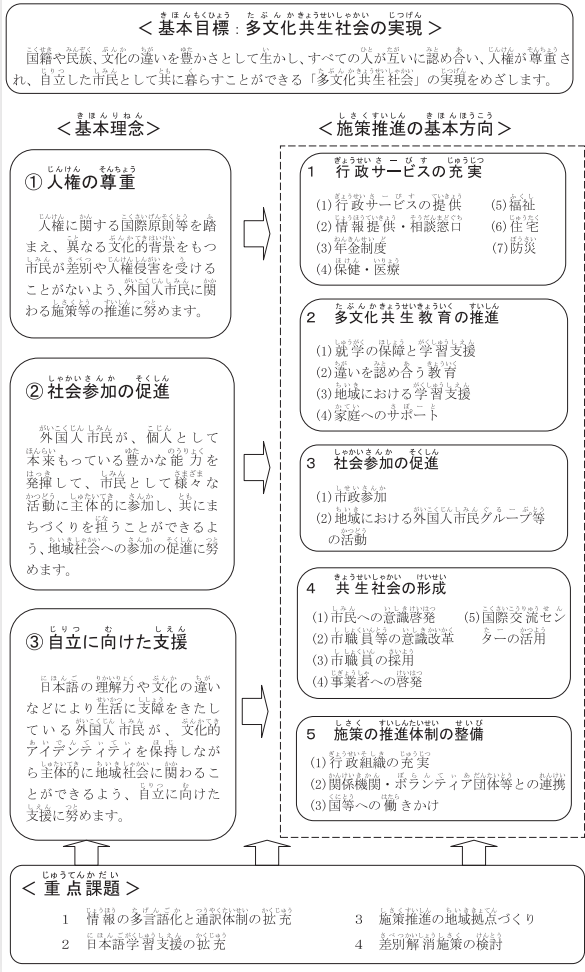 ＜基本目標：多文化共生社会の実現＞
国籍や民族、文化の違いを豊かさとして生かし、すべての人が互いに認め合い、人権が尊重さ
れ、自立した市民として共に暮らすことができる「多文化共生社会」の実現をめざします。
＜基本理念＞
①人権の尊重
人権に関する国際原則等を踏
まえ、異なる文化的背景をもつ
市民が差別や人権侵害を受ける
ことがないよう、外国人市民に関
わる施策等の推進に努めます。
②社会参加の促進
外国人市民が、個人として
本来もっている豊かな能力を
発揮して、市民として様々な
活動に主体的に参加し、共にま
ちづくりを担うことができるよ
う、地域社会への参加の促進に努
めます。
③自立に向けた支援
日本語の理解力や文化の違い
などにより生活に支障をきたし
ている外国人市民が、文化的
アイデンティティを保持しなが
ら主体的に地域社会に関わるこ
とができるよう、自立に向けた
支援に努めます。
＜施策推進の基本方向＞
1 行政サービスの充実
(1)行政サービスの提供
(2)情報提供・相談窓口
(3)年金制度
(4)保健・医療
(5)福祉
(6)住宅
(7)防災
2 多文化共生教育の推進
(1)就学の保障と学習支援
(2)違いを認め合う教育
(3)地域における学習支援
(4)家庭へのサポート
3 社会参加の促進
(1)市政参加
(2)地域における外国人市民グループ等
の活動
4 共生社会の形成
(1)市民への意識啓発
(2)市職員等の意識改革
(3)市職員の採用
(4)事業者への啓発
(5)国際交流セン
ターの活用
5 施策の推進体制の整備
(1)行政組織の充実
(2)関係機関・ボランティア団体等との連携
(3)国等への働きかけ
＜重点課題＞
1 情報の多言語化と通訳体制の拡充
2 日本語学習支援の拡充
3 施策推進の地域拠点づくり
4 差別解消施策の検討